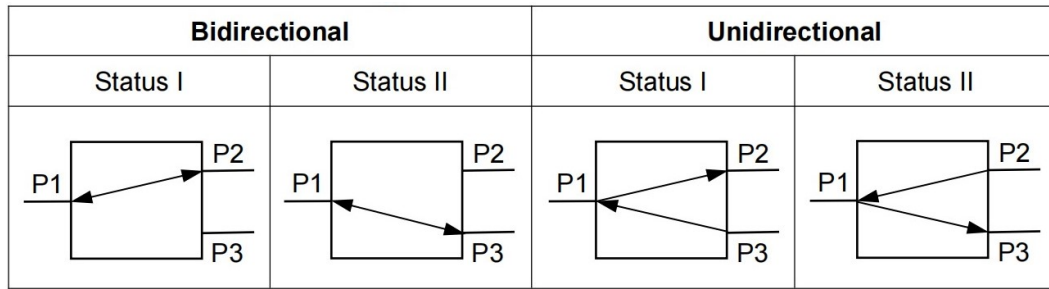 Bidirectional Unidirectional
Status I Status II Status I Status II
P2 P2 P2 P2
P1 P1 P1 P1
P3 P3 P3 P3